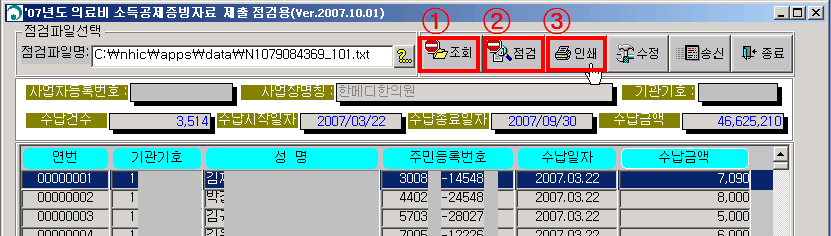 '07년도 의료비 소득공제증빙자료 제출 점검용(Ver.2007.10.01)
① ② ③
점검파일선택
점검파일명: C:\nhic\apps\data\N1079084369_101.txt ?... 조회 점검 인쇄 수정 송신 종료
사업자등록번호 : 사업장명칭 : 한메디한의원 기관기호 :
수납건수 3,514 수납시작일자 2007/03/22 수납종료일자 2007/09/30 수납금액 46,625,210
연번 기관기호 성 명 주민등록번호 수납일자 수납금액
00000001 1 김 3008 -14548 2007.03.22 7,090
00000002 1 박 4402 -24548 2007.03.22 8,000
00000003 1 김 5703 -28027 2007.03.22 5,000
00000004 1 김 7005 -12226 2007.03.22 6,000